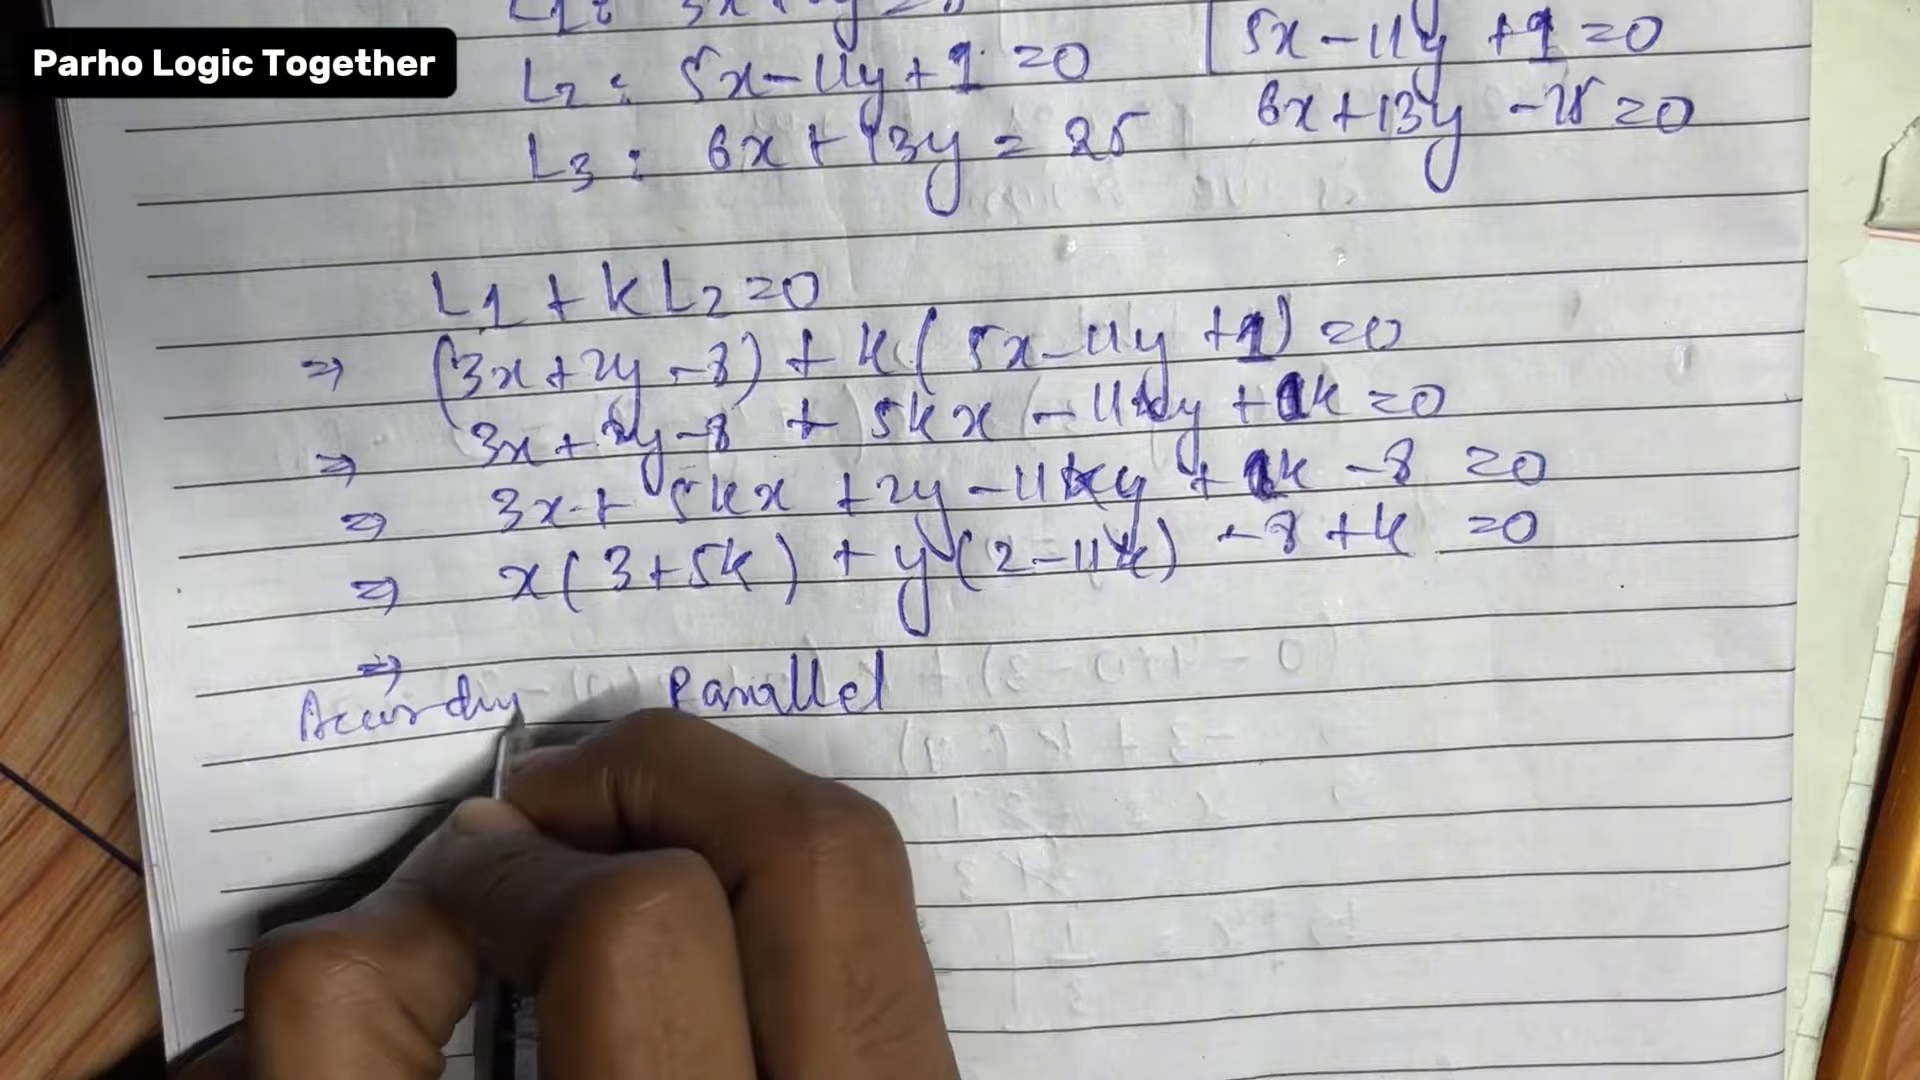 Parho Logic Together
L2 : 5x-11y+1 =0
5x-11y +1=0
L3 : 6x+13y = 25
6x+13y -25=0
L1 + kL2=0
⇒ (3x+2y-8) + k(5x-11y+1)=0
⇒ 3x+2y-8 + 5kx -11ky +1k =0
⇒ 3x+5kx +2y-11ky +1k -8 =0
⇒ x(3+5k) + y(2-11k) -8+k =0
⇒
According Parallel